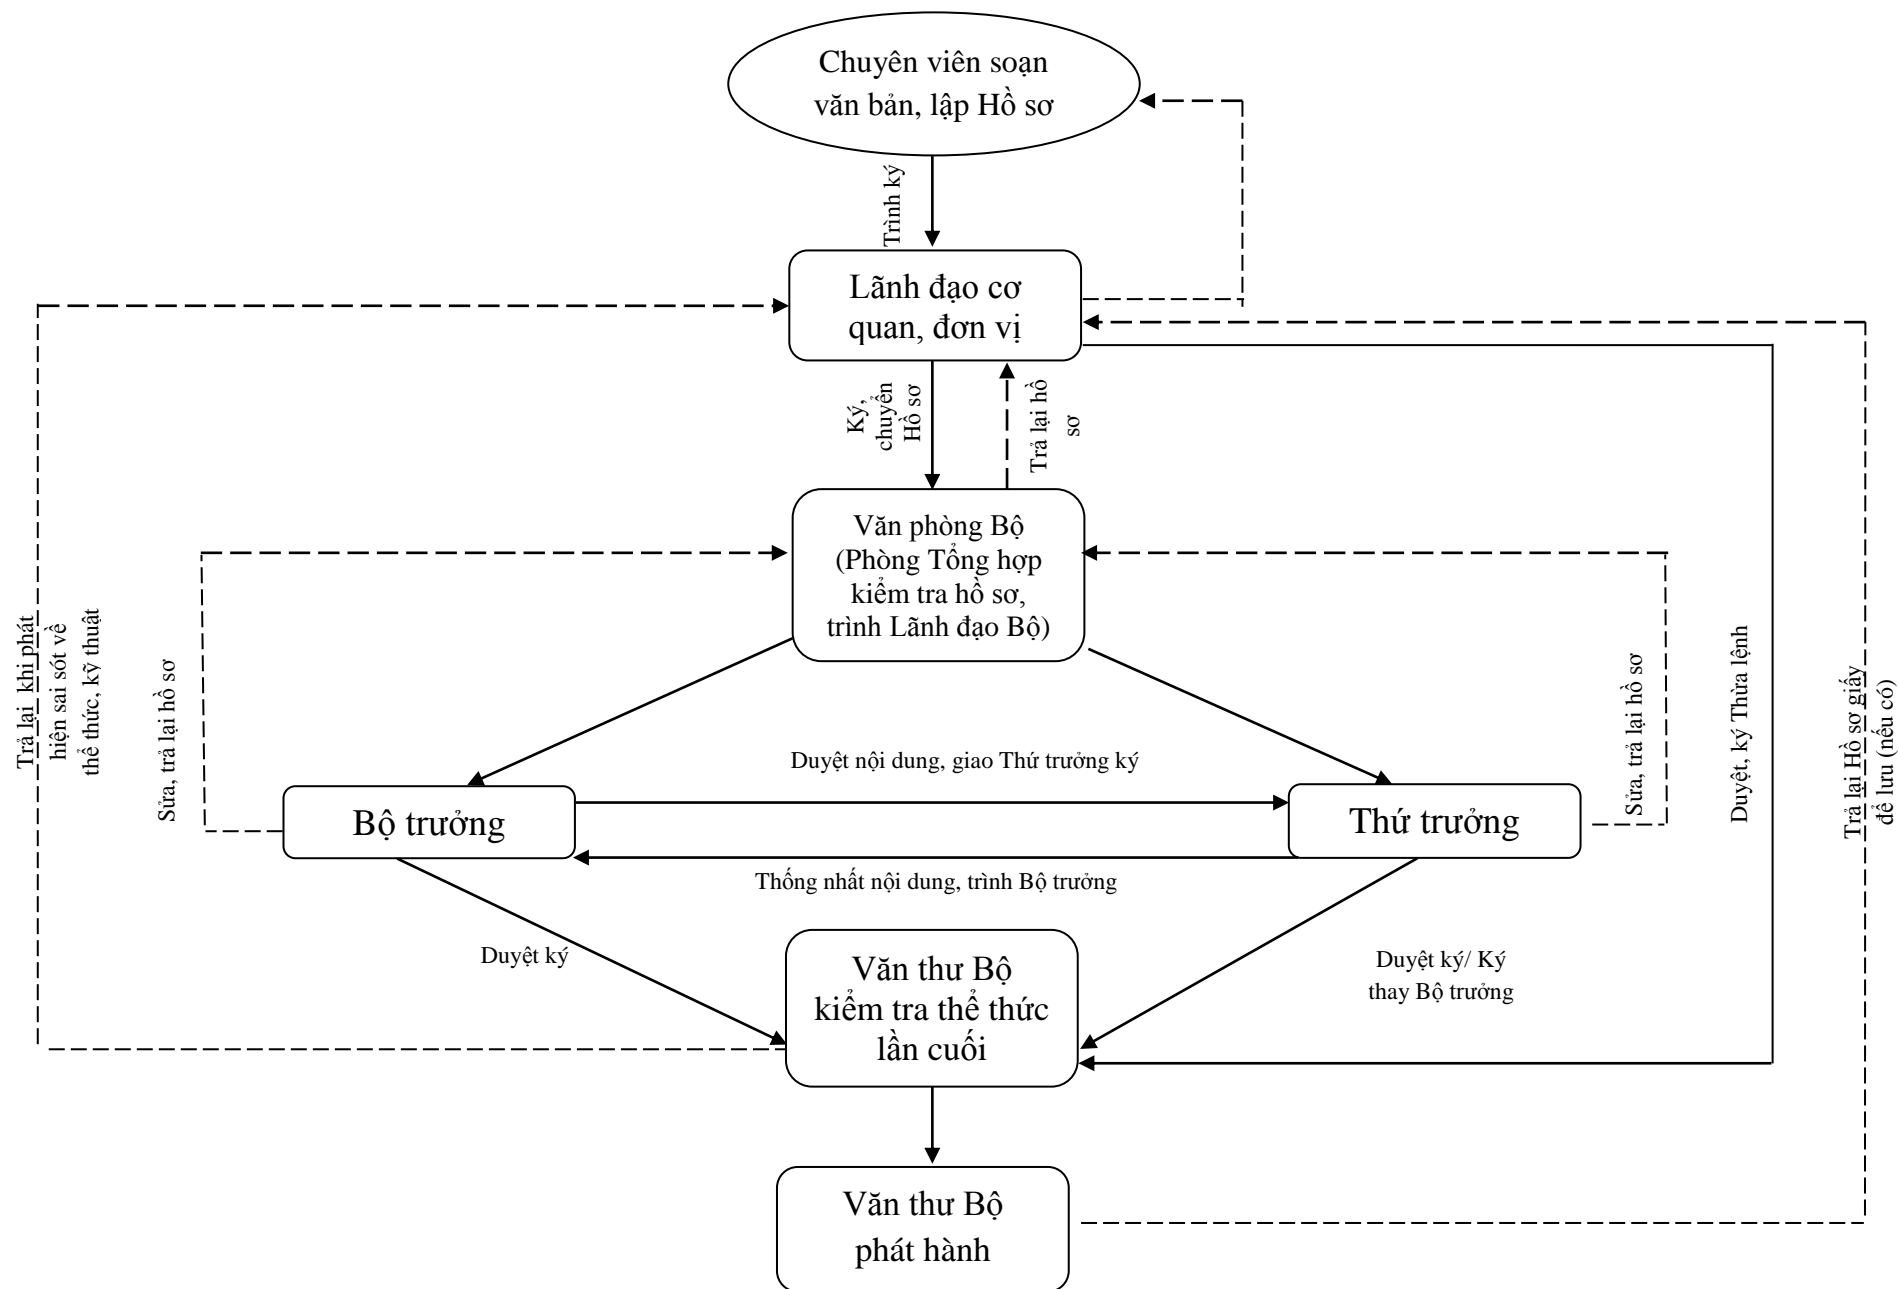 Chuyên viên soạn
văn bản, lập Hồ sơ
Trình ký
Lãnh đạo cơ
quan, đơn vị
Ký,
chuyển
Hồ sơ
Trả lại hồ
sơ
Văn phòng Bộ
(Phòng Tổng hợp
kiểm tra hồ sơ,
trình Lãnh đạo Bộ)
Trả lại khi phát
hiện sai sót về
thể thức, kỹ thuật
Sửa, trả lại hồ sơ
Sửa, trả lại hồ sơ
Duyệt, ký Thừa lệnh
Trả lại Hồ sơ giấy
để lưu (nếu có)
Duyệt nội dung, giao Thứ trưởng ký
Bộ trưởng
Thứ trưởng
Thống nhất nội dung, trình Bộ trưởng
Duyệt ký
Văn thư Bộ
kiểm tra thể thức
lần cuối
Duyệt ký/ Ký
thay Bộ trưởng
Văn thư Bộ
phát hành